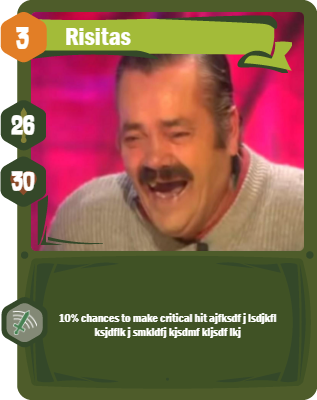 3
Risitas
26
30
10% chances to make critical hit ajfksdf j lsdjkfl
ksjdflk j smkldfj kjsdmf kljsdf lkj